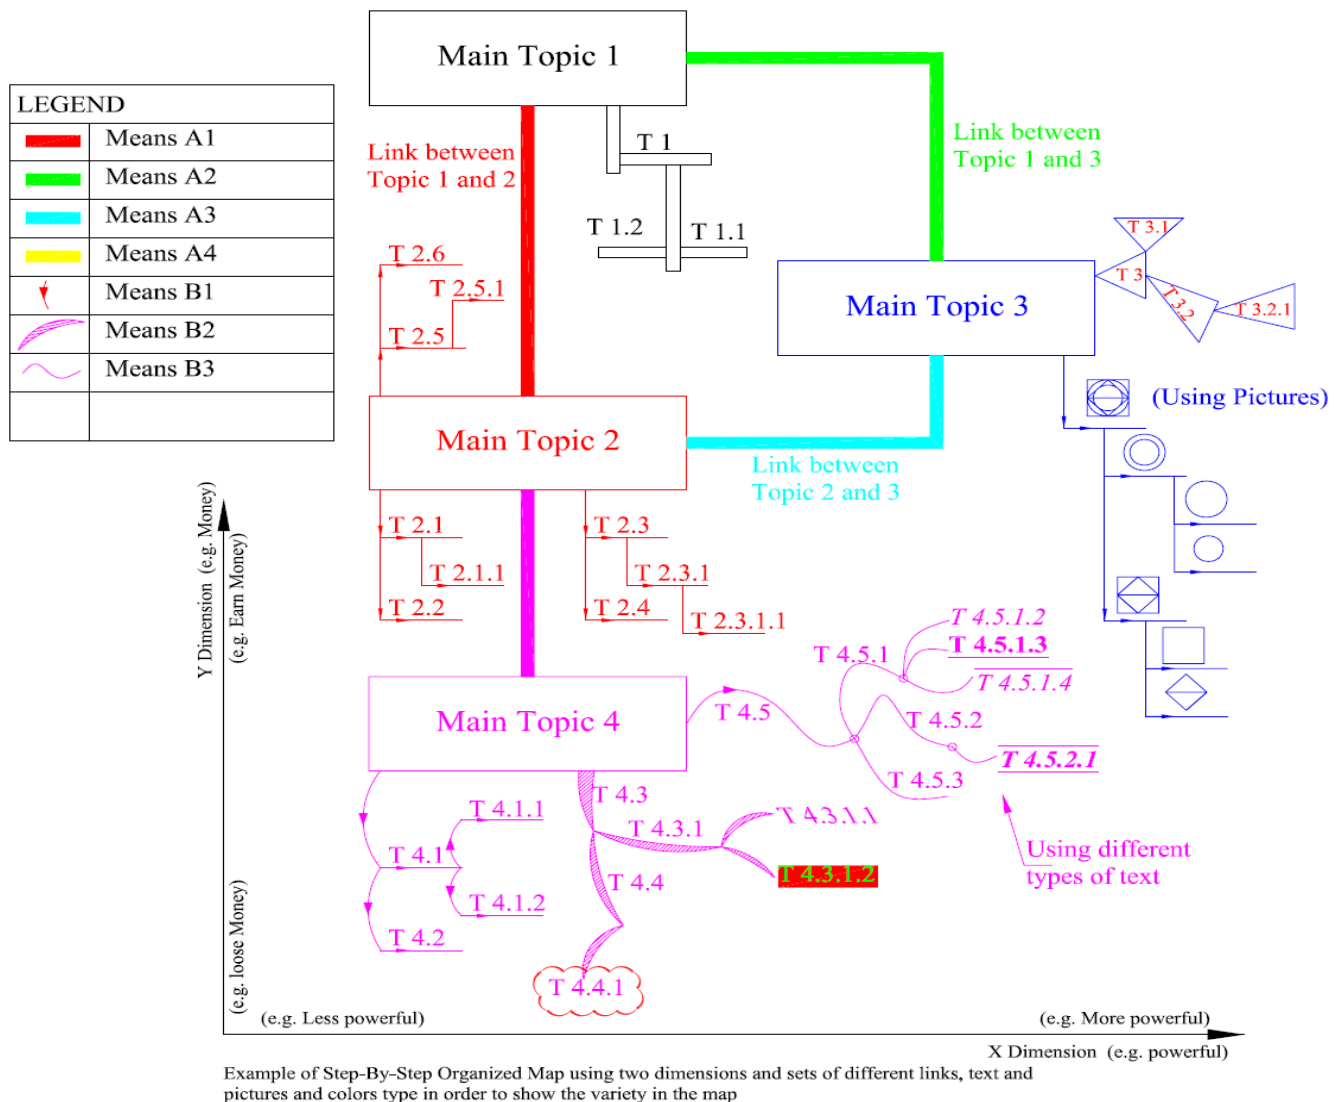 Main Topic 1
LEGEND
Means A1
Means A2
Means A3
Means A4
Means B1
Means B2
Means B3
Link between
Topic 1 and 2
T 1
T 1.2
T 1.1
Link between
Topic 1 and 3
T 2.6
T 2.5.1
T 2.5
Main Topic 3
T 3.1
T 3
T 3.2
T 3.2.1
(Using Pictures)
Main Topic 2
Link between
Topic 2 and 3
T 2.1
T 2.1.1
T 2.2
T 2.3
T 2.3.1
T 2.4
T 2.3.1.1
Main Topic 4
T 4.5
T 4.5.1
T 4.5.1.2
T 4.5.1.3
T 4.5.1.4
T 4.5.2
T 4.5.2.1
T 4.5.3
Using different
types of text
T 4.3
T 4.3.1
T 4.3.1.1
T 4.3.1.2
T 4.4
T 4.4.1
T 4.1.1
T 4.1
T 4.1.2
T 4.2
Y Dimension (e.g. Money)
(e.g. Earn Money)
(e.g. loose Money)
(e.g. Less powerful)
(e.g. More powerful)
X Dimension (e.g. powerful)
Example of Step-By-Step Organized Map using two dimensions and sets of different links, text and
pictures and colors type in order to show the variety in the map